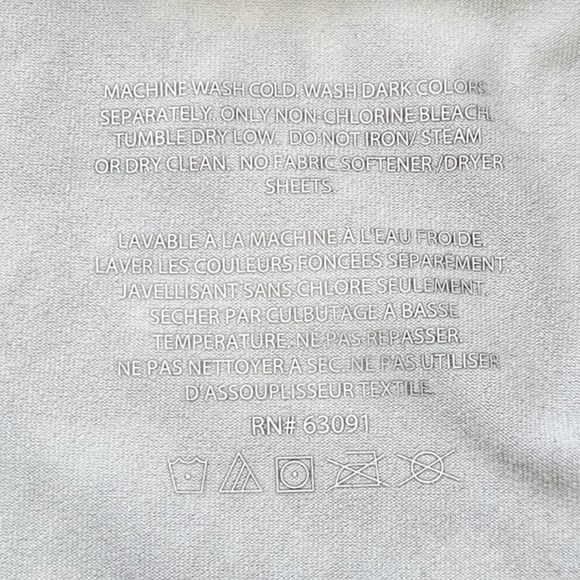 MACHINE WASH COLD. WASH DARK COLORS
SEPARATELY. ONLY NON-CHLORINE BLEACH.
TUMBLE DRY LOW. DO NOT IRON/ STEAM
OR DRY CLEAN. NO FABRIC SOFTENER/DRYER
SHEETS.
LAVABLE À LA MACHINE À L'EAU FROIDE.
LAVER LES COULEURS FONCÉES SÉPARÉMENT.
JAVELLISANT SANS CHLORE SEULEMENT.
SÉCHER PAR CULBUTAGE À BASSE
TEMPÉRATURE. NE PAS REPASSER.
NE PAS NETTOYER A SEC. NE PAS UTILISER
D'ASSOUPLISSEUR TEXTILE.
RN# 63091